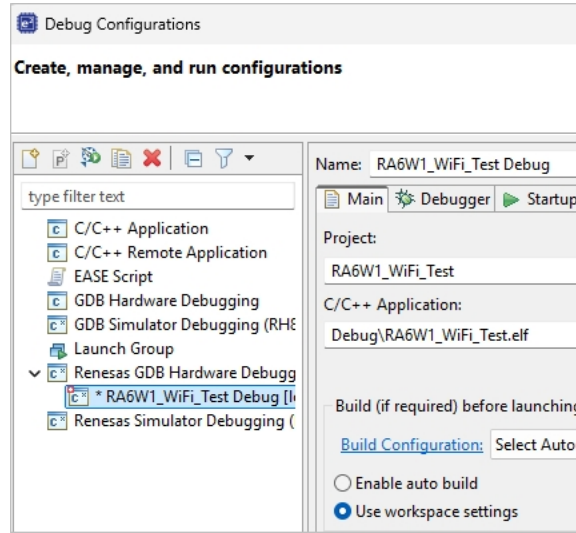 Debug Configurations
Create, manage, and run configurations
type filter text
C/C++ Application
C/C++ Remote Application
EASE Script
GDB Hardware Debugging
GDB Simulator Debugging (RH8
Launch Group
Renesas GDB Hardware Debugg
* RA6W1_WiFi_Test Debug [l
Renesas Simulator Debugging (
Name: RA6W1_WiFi_Test Debug
Main Debugger Startup
Project:
RA6W1_WiFi_Test
C/C++ Application:
Debug\RA6W1_WiFi_Test.elf
Build (if required) before launching
Build Configuration: Select Auto
Enable auto build
Use workspace settings